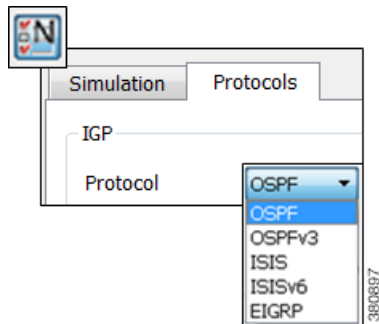 N
Simulation
Protocols
IGP
Protocol
OSPF
OSPF
OSPFv3
ISIS
ISISv6
EIGRP
380897